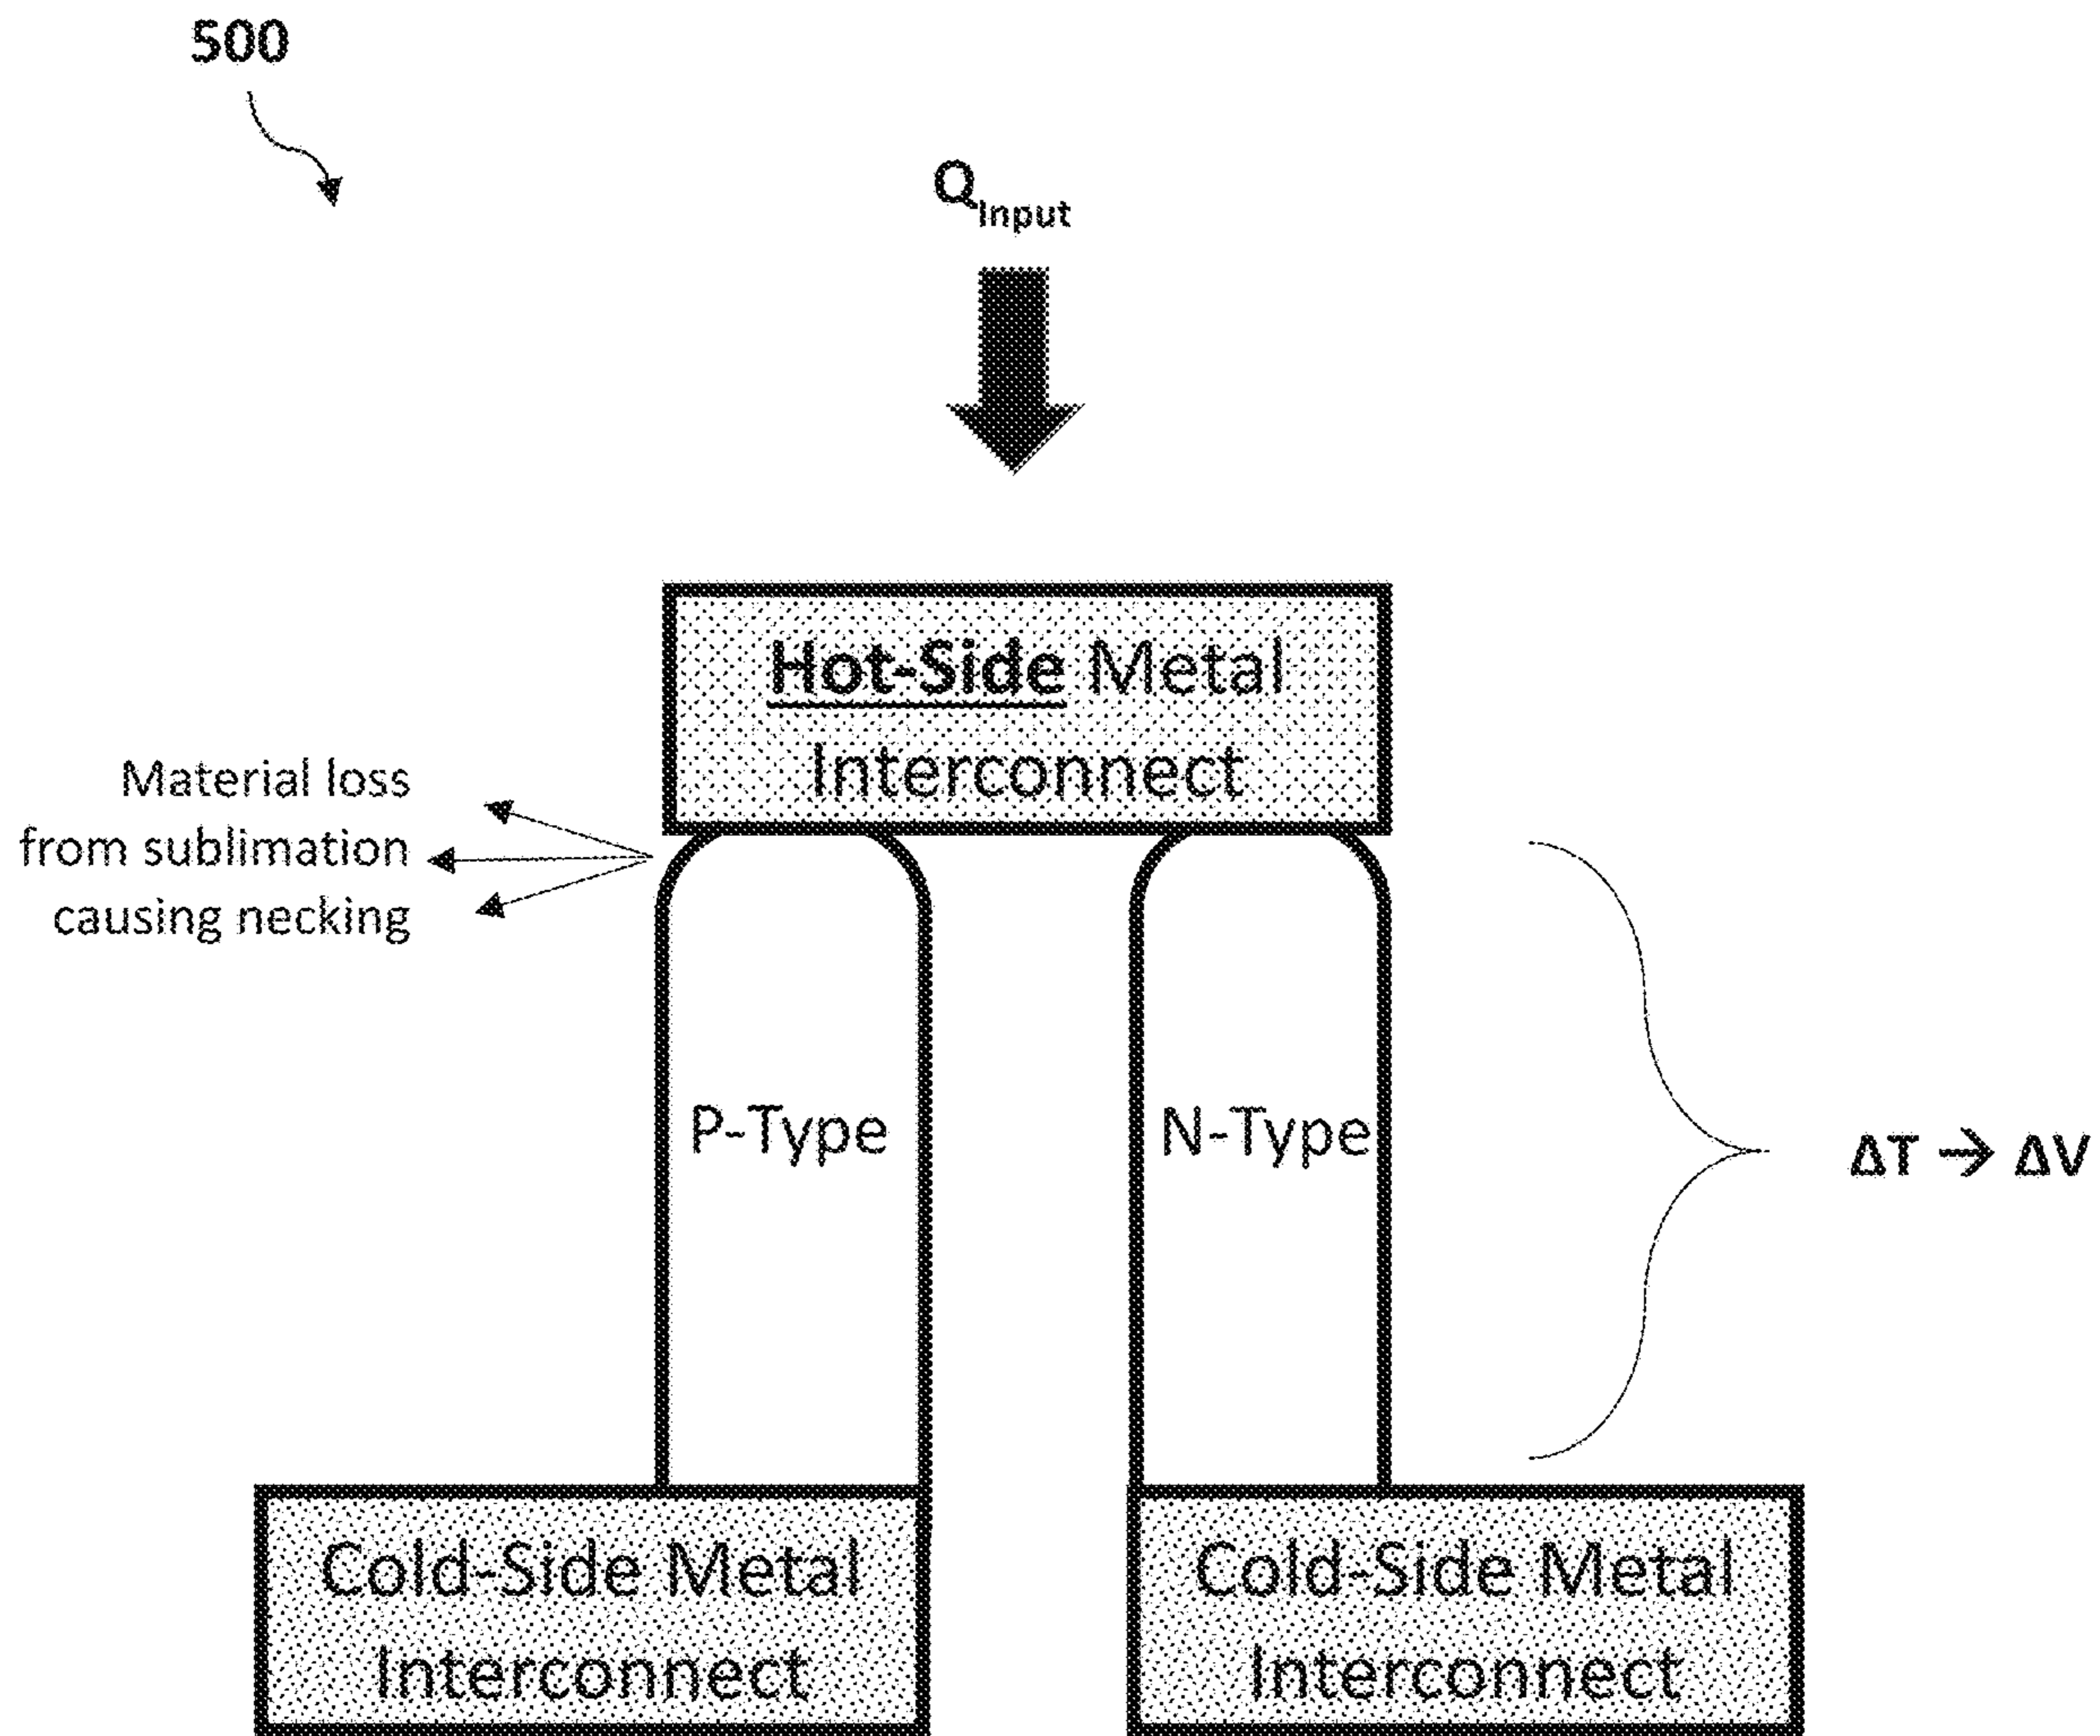 500
Q Input
Hot-Side Metal
Interconnect
Material loss
from sublimation
causing necking
P-Type
N-Type
ΔT → ΔV
Cold-Side Metal
Interconnect
Cold-Side Metal
Interconnect